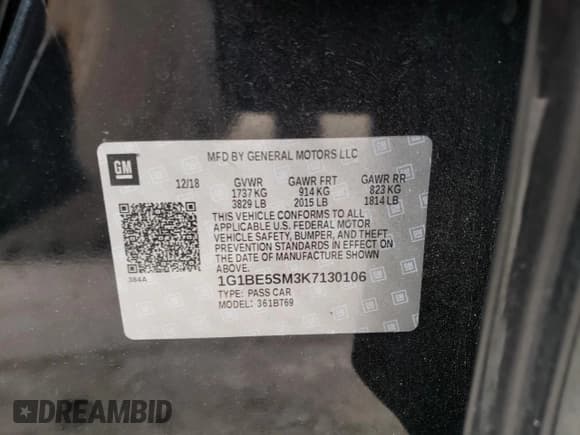 GM
MFD BY GENERAL MOTORS LLC
12/18 GVWR GAWR FRT GAWR RR
1737 KG 914 KG 823 KG
3829 LB 2015 LB 1814 LB
THIS VEHICLE CONFORMS TO ALL
APPLICABLE U.S. FEDERAL MOTOR
VEHICLE SAFETY, BUMPER, AND THEFT
PREVENTION STANDARDS IN EFFECT ON
THE DATE OF MANUFACTURE SHOWN ABOVE
384A
1G1BE5SM3K7130106
TYPE: PASS CAR
MODEL: 361BT69
DREAMBID